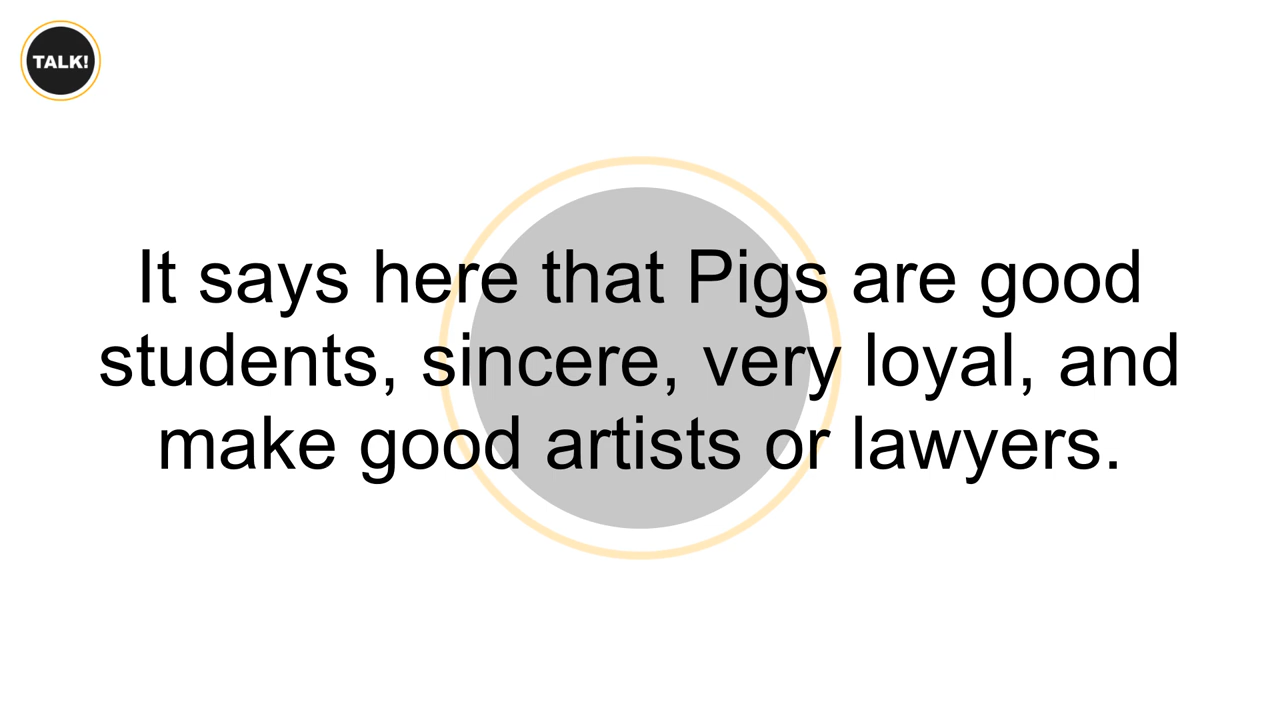 TALK!
It says here that Pigs are good
students, sincere, very loyal, and
make good artists or lawyers.